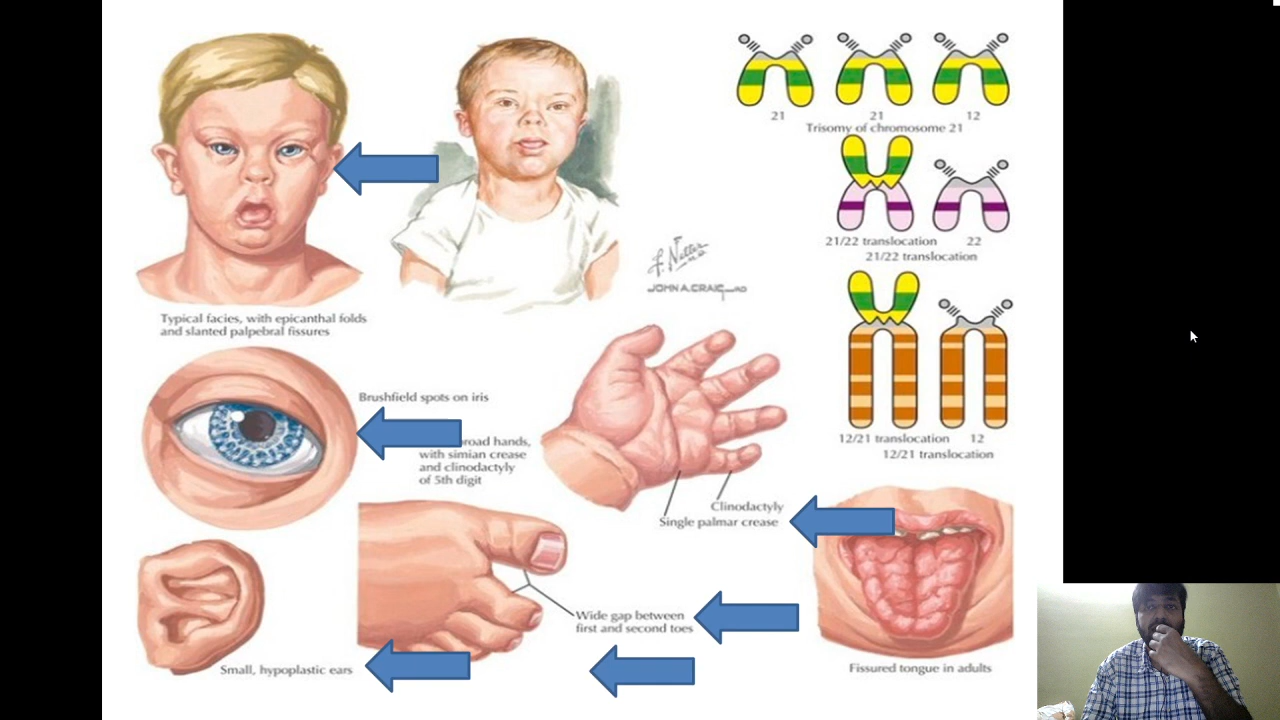 21
21
12
Trisomy of chromosome 21
21/22 translocation
22
21/22 translocation
F. Netter
M.D.
JOHN A. CRAIG_MD
Typical facies, with epicanthal folds
and slanted palpebral fissures
Brushfield spots on iris
road hands,
with simian crease
and clinodactyly
of 5th digit
12/21 translocation
12
12/21 translocation
Clinodactyly
Single palmar crease
Wide gap between
first and second toes
Small, hypoplastic ears
Fissured tongue in adults